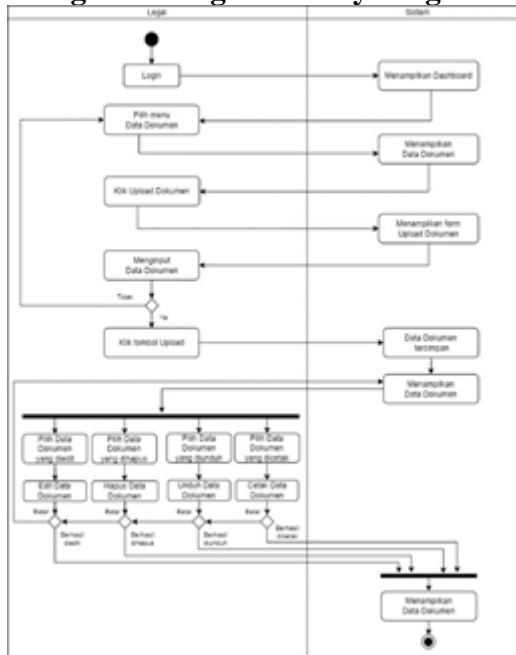 Legal
Sistem
Login
Menampilkan Dashboard
Pilih menu
Data Dokumen
Menampilkan
Data Dokumen
Klik Upload Dokumen
Menampilkan form
Upload Dokumen
Menginput
Data Dokumen
Tidak
Ya
Klik tombol Upload
Data Dokumen
tersimpan
Menampilkan
Data Dokumen
Pilih Data
Dokumen
yang diedit
Pilih Data
Dokumen
yang dihapus
Pilih Data
Dokumen
yang diunduh
Pilih Data
Dokumen
yang dicetak
Edit Data
Dokumen
Hapus Data
Dokumen
Unduh Data
Dokumen
Cetak Data
Dokumen
Batal
Batal
Batal
Batal
Berhasil
diedit
Berhasil
dihapus
Berhasil
diunduh
Berhasil
dicetak
Menampilkan
Data Dokumen